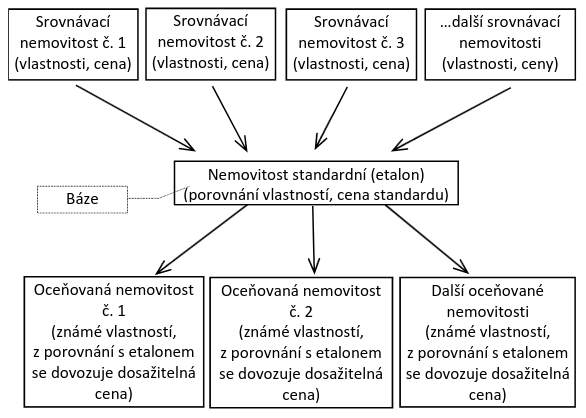 Srovnávací
nemovitost č. 1
(vlastnosti, cena)
Srovnávací
nemovitost č. 2
(vlastnosti, cena)
Srovnávací
nemovitost č. 3
(vlastnosti, cena)
…další srovnávací
nemovitosti
(vlastnosti, ceny)
Nemovitost standardní (etalon)
(porovnání vlastností, cena standardu)
Báze
Oceňovaná nemovitost
č. 1
(známé vlastností,
z porovnání s etalonem
se dovozuje dosažitelná
cena)
Oceňovaná nemovitost
č. 2
(známé vlastností,
z porovnání s etalonem
se dovozuje dosažitelná
cena)
Další oceňované
nemovitosti
(známé vlastností,
z porovnání s etalonem
se dovozuje dosažitelná
cena)